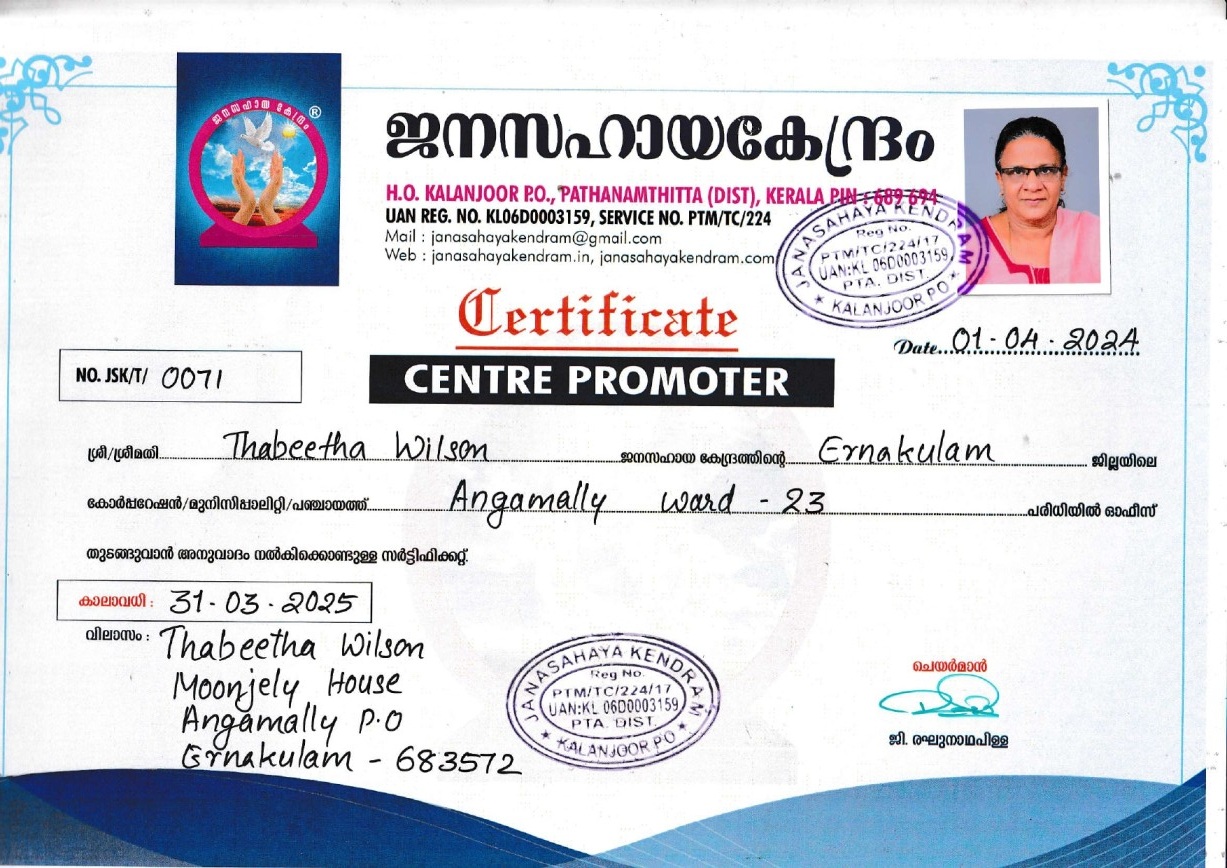 ജനസഹായ കേന്ദ്രം ®
ജനസഹായകേന്ദ്രം
H.O. KALANJOOR P.O., PATHANAMTHITTA (DIST), KERALA PIN : 689 694
UAN REG. NO. KL06D0003159, SERVICE NO. PTM/TC/224
Mail : janasahayakendram@gmail.com
Web : janasahayakendram.in, janasahayakendram.com
JANASAHAYA KENDRAM
Reg No.
PTM/TC/224/17
UAN:KL 06D0003159
PTA. DIST.
★ KALANJOOR PO ★
Certificate
Date 01-04-2024
NO. JSK/T/ 0071
CENTRE PROMOTER
ശ്രീ/ശ്രീമതി Thabeetha Wilson ജനസഹായ കേന്ദ്രത്തിന്റെ Ernakulam ജില്ലയിലെ
കോർപ്പറേഷൻ/മുനിസിപ്പാലിറ്റി/പഞ്ചായത്ത് Angamally ward - 23 പരിധിയിൽ ഓഫീസ്
തുടങ്ങുവാൻ അനുവാദം നൽകിക്കൊണ്ടുള്ള സർട്ടിഫിക്കറ്റ്.
കാലാവധി : 31-03-2025
വിലാസം : Thabeetha Wilson
Moonjely House
Angamally P.O
Ernakulam - 683572
JANASAHAYA KENDRAM
Reg No.
PTM/TC/224/17
UAN:KL 06D0003159
PTA. DIST.
★ KALANJOOR PO ★
ചെയർമാൻ
ജി. രഘുനാഥപിള്ള